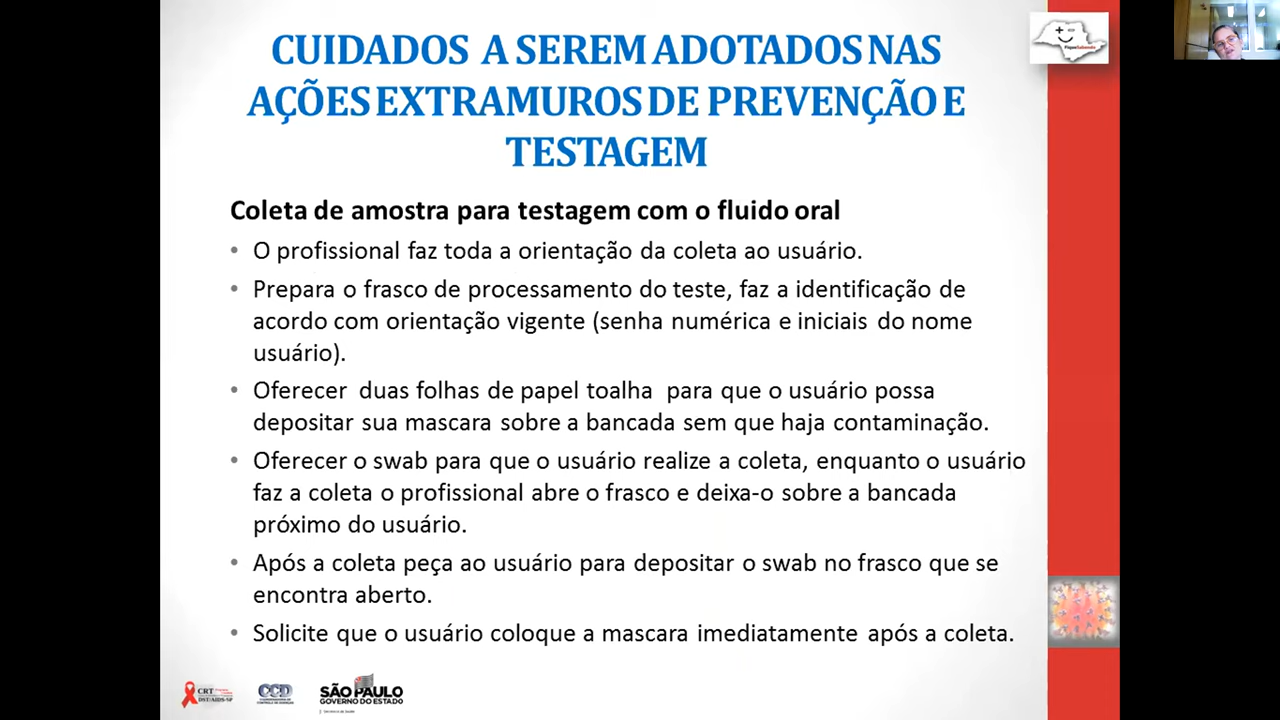 CUIDADOS A SEREM ADOTADOS NAS
AÇÕES EXTRAMUROS DE PREVENÇÃO E
TESTAGEM
Coleta de amostra para testagem com o fluido oral
• O profissional faz toda a orientação da coleta ao usuário.
• Prepara o frasco de processamento do teste, faz a identificação de
acordo com orientação vigente (senha numérica e iniciais do nome
usuário).
• Oferecer duas folhas de papel toalha para que o usuário possa
depositar sua mascara sobre a bancada sem que haja contaminação.
• Oferecer o swab para que o usuário realize a coleta, enquanto o usuário
faz a coleta o profissional abre o frasco e deixa-o sobre a bancada
próximo do usuário.
• Após a coleta peça ao usuário para depositar o swab no frasco que se
encontra aberto.
• Solicite que o usuário coloque a mascara imediatamente após a coleta.
CRT
DST/AIDS-SP
CCD
SÃO PAULO
GOVERNO DO ESTADO